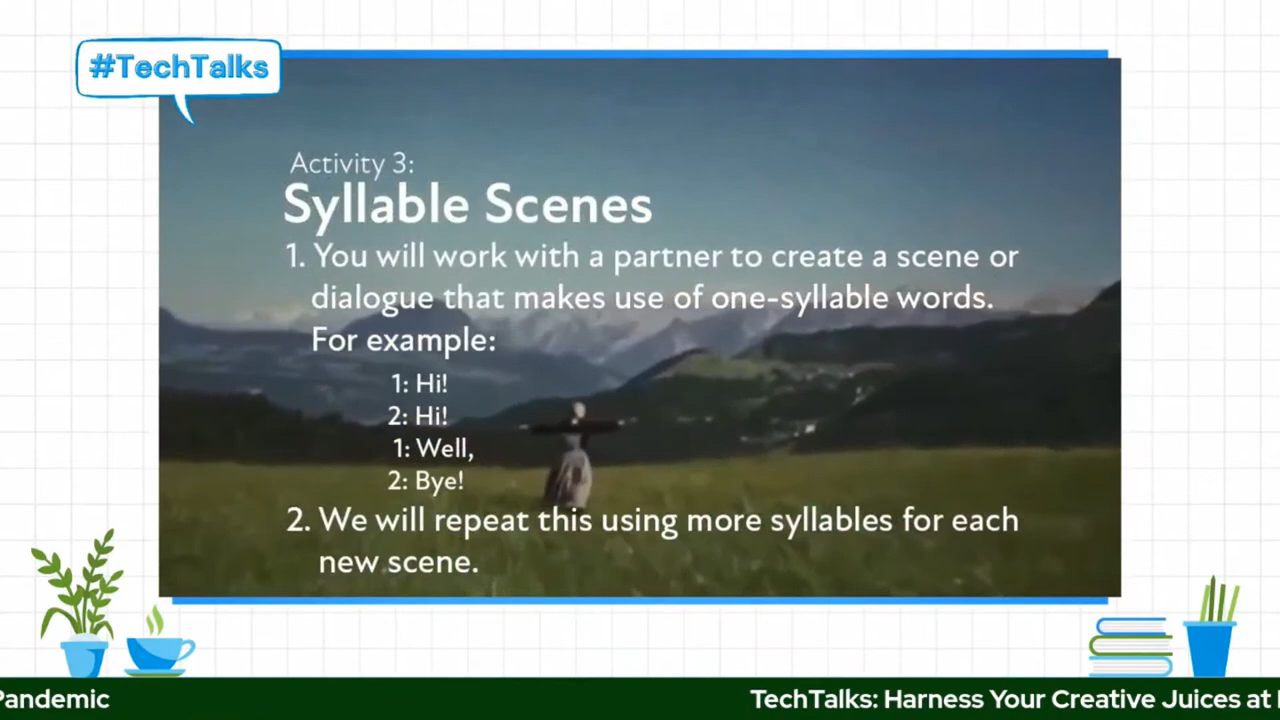 #TechTalks
Activity 3:
Syllable Scenes
1. You will work with a partner to create a scene or
dialogue that makes use of one-syllable words.
For example:
1: Hi!
2: Hi!
1: Well,
2: Bye!
2. We will repeat this using more syllables for each
new scene.
Pandemic
TechTalks: Harness Your Creative Juices at